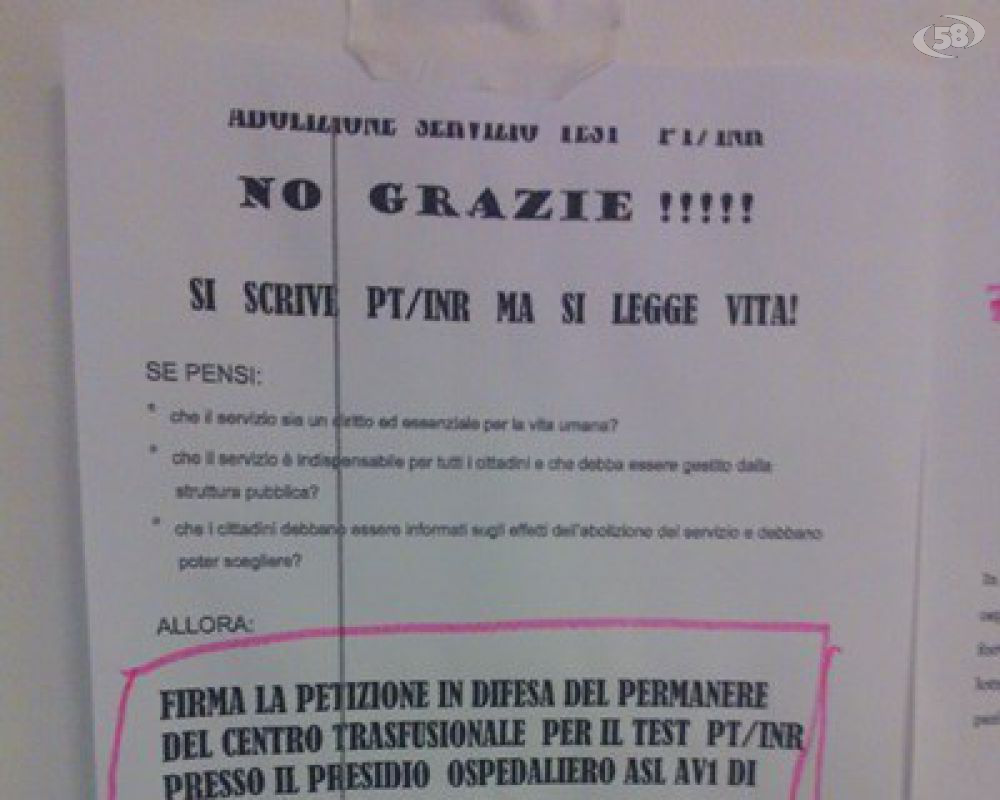 58
ABOLIZIONE SERVIZIO TEST PT/INR
NO GRAZIE !!!!!
SI SCRIVE PT/INR MA SI LEGGE VITA!
SE PENSI:
* che il servizio sia un diritto ed essenziale per la vita umana?
* che il servizio è indispensabile per tutti i cittadini e che debba essere gestito dalla
struttura pubblica?
* che i cittadini debbano essere informati sugli effetti dell'abolizione del servizio e debbano
poter scegliere?
ALLORA:
FIRMA LA PETIZIONE IN DIFESA DEL PERMANERE
DEL CENTRO TRASFUSIONALE PER IL TEST PT/INR
PRESSO IL PRESIDIO OSPEDALIERO ASL AV1 DI
In